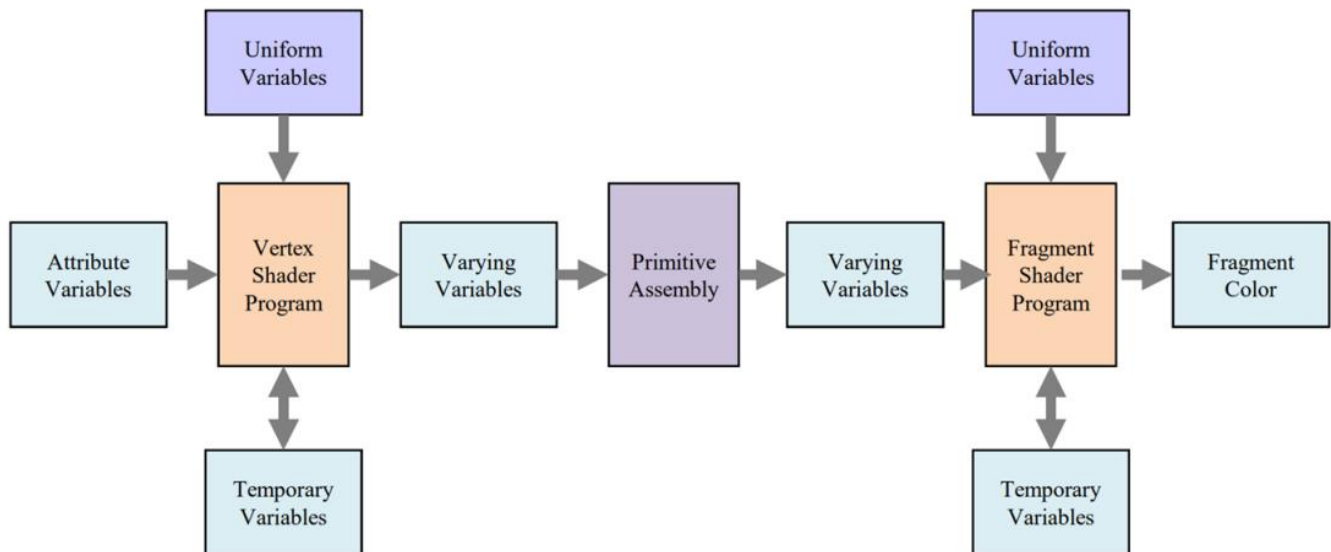 Uniform
Variables
Uniform
Variables
Attribute
Variables
Vertex
Shader
Program
Varying
Variables
Primitive
Assembly
Varying
Variables
Fragment
Shader
Program
Fragment
Color
Temporary
Variables
Temporary
Variables